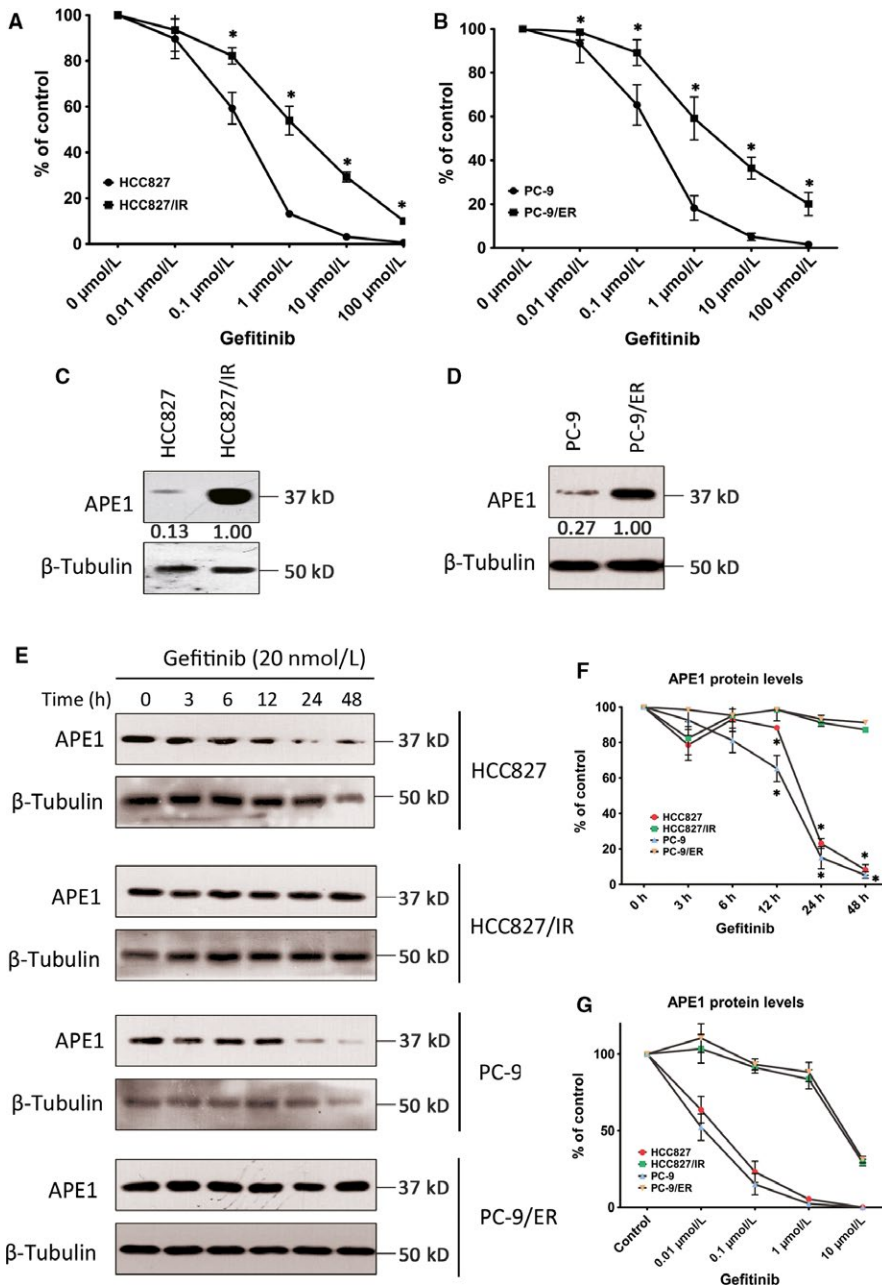 A
% of control
100
80
60
40
20
0
* * * *
HCC827
HCC827/IR
0 µmol/L
0.01 µmol/L
0.1 µmol/L
1 µmol/L
10 µmol/L
100 µmol/L
Gefitinib
B
% of control
100
80
60
40
20
0
* * * * *
PC-9
PC-9/ER
0 µmol/L
0.01 µmol/L
0.1 µmol/L
1 µmol/L
10 µmol/L
100 µmol/L
Gefitinib
C
HCC827
HCC827/IR
APE1
37 kD
0.13 1.00
β-Tubulin
50 kD
D
PC-9
PC-9/ER
APE1
37 kD
0.27 1.00
β-Tubulin
50 kD
E
Gefitinib (20 nmol/L)
Time (h) 0 3 6 12 24 48
APE1
37 kD
β-Tubulin
50 kD
HCC827
APE1
37 kD
β-Tubulin
50 kD
HCC827/IR
APE1
37 kD
β-Tubulin
50 kD
PC-9
APE1
37 kD
β-Tubulin
50 kD
PC-9/ER
F
APE1 protein levels
% of control
100
80
60
40
20
0
* * * * * *
HCC827
HCC827/IR
PC-9
PC-9/ER
0 h
3 h
6 h
12 h
24 h
48 h
Gefitinib
G
APE1 protein levels
% of control
100
50
0
HCC827
HCC827/IR
PC-9
PC-9/ER
Control
0.01 µmol/L
0.1 µmol/L
1 µmol/L
10 µmol/L
Gefitinib